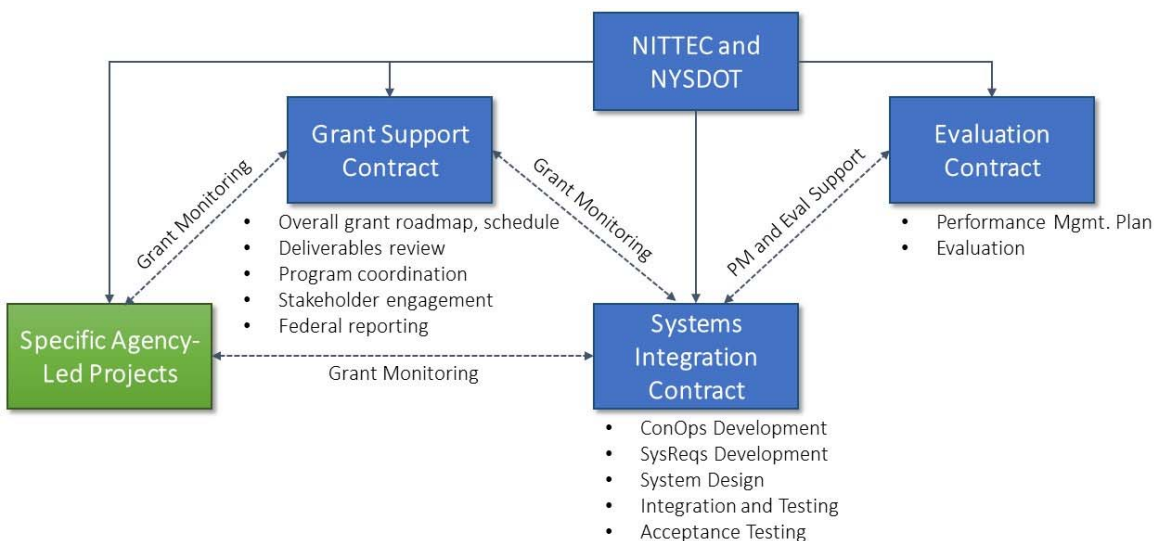 NITTEC and
NYSDOT
Grant Support
Contract
Evaluation
Contract
Grant Monitoring
Grant Monitoring
PM and Eval Support
• Overall grant roadmap, schedule
• Deliverables review
• Program coordination
• Stakeholder engagement
• Federal reporting
• Performance Mgmt. Plan
• Evaluation
Specific Agency-
Led Projects
Grant Monitoring
Systems
Integration
Contract
• ConOps Development
• SysReqs Development
• System Design
• Integration and Testing
• Acceptance Testing